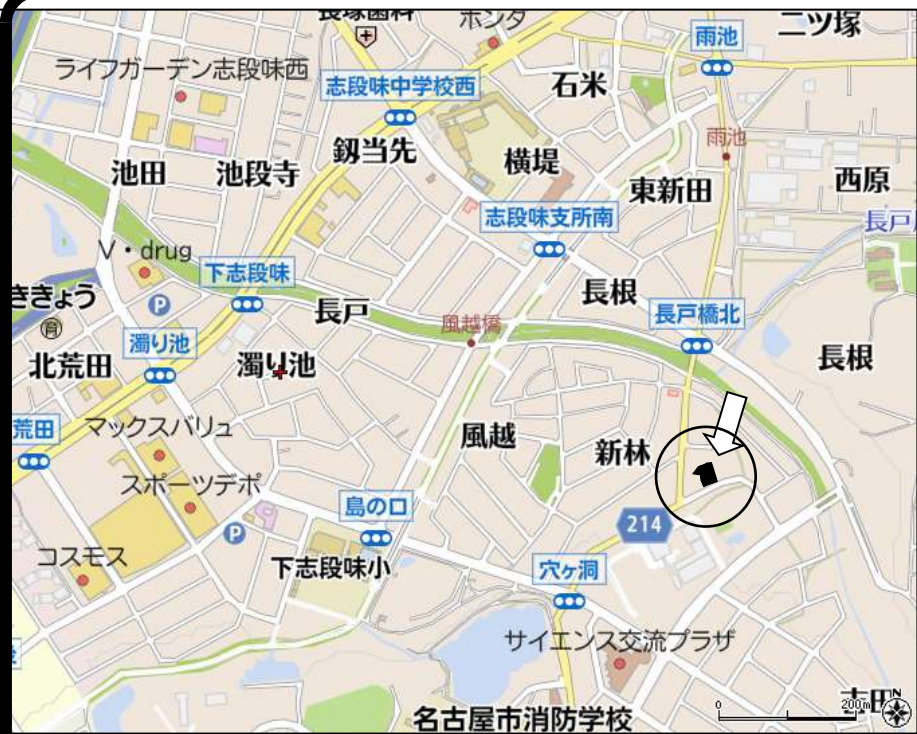 長塚歯科
ホンダ
二ツ塚
雨池
ライフガーデン志段味西
志段味中学校西
石米
釼当先
横堤
雨池
池田
池段寺
東新田
西原
志段味支所南
長戸
V・drug
下志段味
長根
ききょう
P
育
長戸
風越橋
長戸橋北
濁り池
北荒田
濁り池
長根
荒田
マックスバリュ
風越
新林
スポーツデポ
島の口
P
214
コスモス
下志段味小
穴ヶ洞
サイエンス交流プラザ
吉田
名古屋市消防学校
0
200m
N